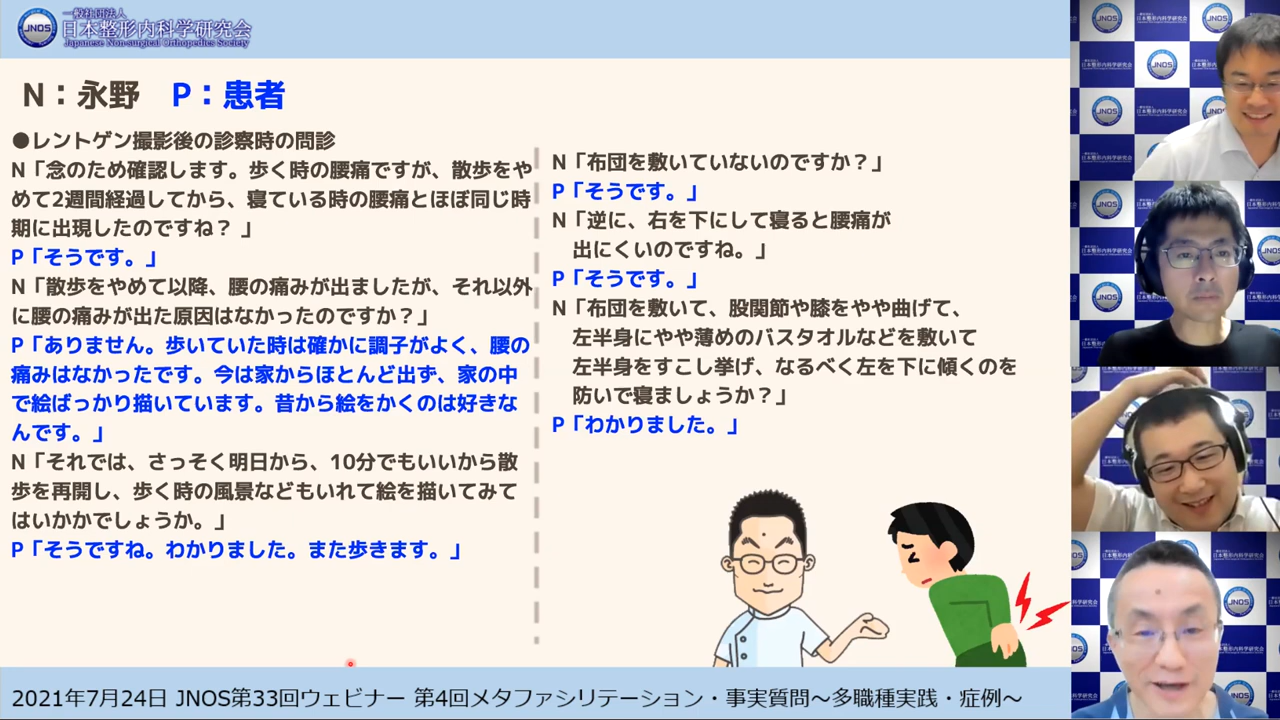 一般社団法人
日本整形内科学研究会
Japanese Non-surgical Orthopedics Society
JNOS
N：永野　P：患者
●レントゲン撮影後の診察時の問診
N「念のため確認します。歩く時の腰痛ですが、散歩をや
めて2週間経過してから、寝ている時の腰痛とほぼ同じ時
期に出現したのですね？ 」
P「そうです。」
N「散歩をやめて以降、腰の痛みが出ましたが、それ以外
に腰の痛みが出た原因はなかったのですか？」
P「ありません。歩いていた時は確かに調子がよく、腰の
痛みはなかったです。今は家からほとんど出ず、家の中
で絵ばっかり描いています。昔から絵をかくのは好きな
んです。」
N「それでは、さっそく明日から、10分でもいいから散
歩を再開し、歩く時の風景などもいれて絵を描いてみて
はいかかでしょうか。」
P「そうですね。わかりました。また歩きます。」
N「布団を敷いていないのですか？」
P「そうです。」
N「逆に、右を下にして寝ると腰痛が
出にくいのですね。」
P「そうです。」
N「布団を敷いて、股関節や膝をやや曲げて、
左半身にやや薄めのバスタオルなどを敷いて
左半身をすこし挙げ、なるべく左を下に傾くのを
防いで寝ましょうか？」
P「わかりました。」
2021年7月24日 JNOS第33回ウェビナー 第4回メタファシリテーション・事実質問～多職種実践・症例～